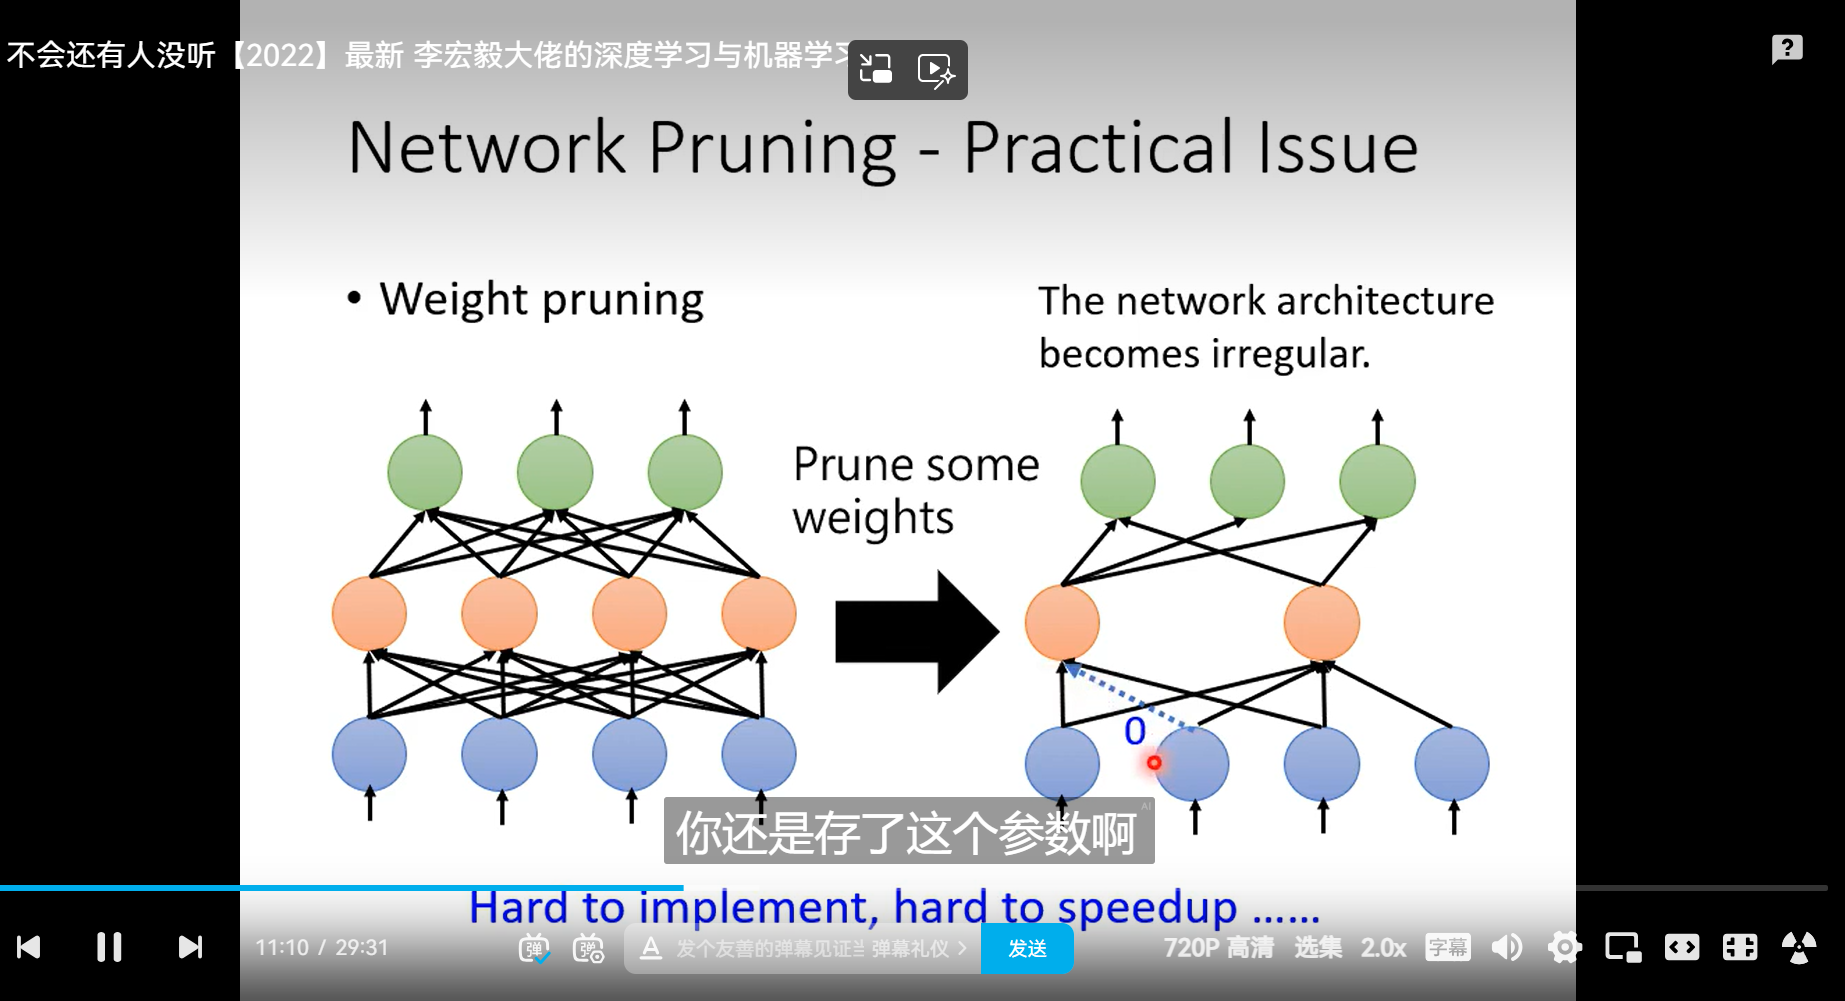 不会还有人没听【2022】最新 李宏毅大佬的深度学习与机器学习
Network Pruning - Practical Issue
• Weight pruning
The network architecture
becomes irregular.
Prune some
weights
0
你还是存了这个参数啊
AI
Hard to implement, hard to speedup ......
11:10 / 29:31
弹
弹
A
发个友善的弹幕见证当
弹幕礼仪 >
发送
720P 高清
选集
2.0x
字幕